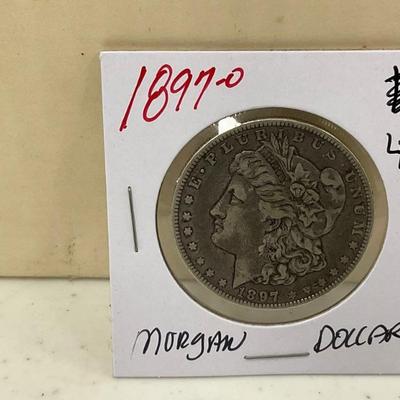 1897-O
E·PLURIBUS·UNUM
1897
MORGAN DOLLAR